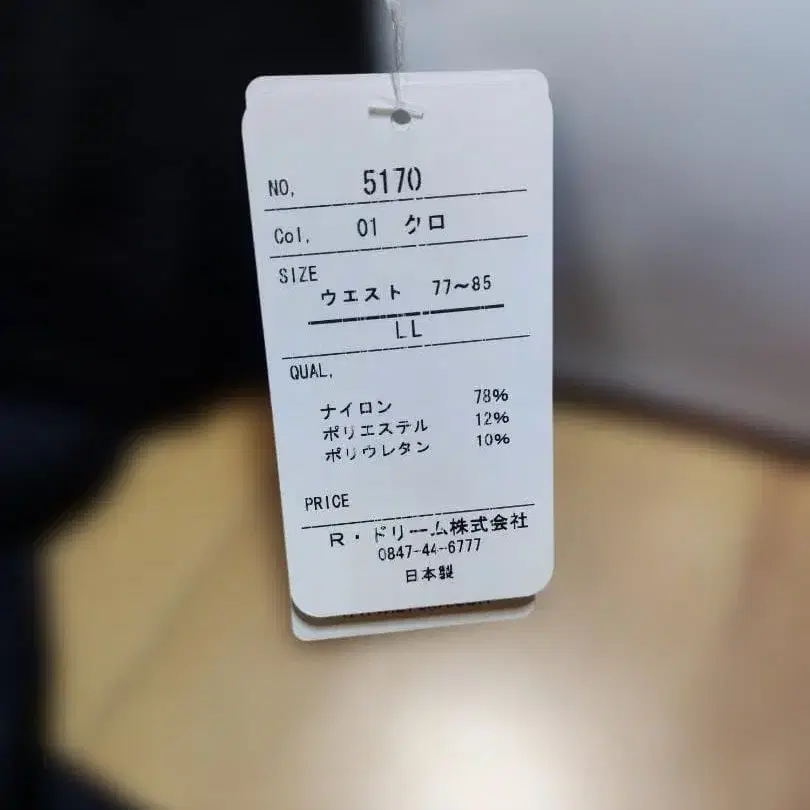 NO. 5170
Col. 01 クロ
SIZE
ウエスト 77~85
LL
QUAL.
ナイロン 78%
ポリエステル 12%
ポリウレタン 10%
PRICE
R・ドリーム株式会社
0847-44-6777
日本製